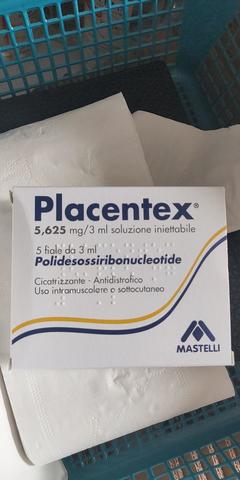 Placentex®
5,625 mg/3 ml soluzione iniettabile
5 fiale da 3 ml
Polidesossiribonucleotide
Cicatrizzante - Antidistrofico
Uso intramuscolare o sottocutaneo
MASTELLI